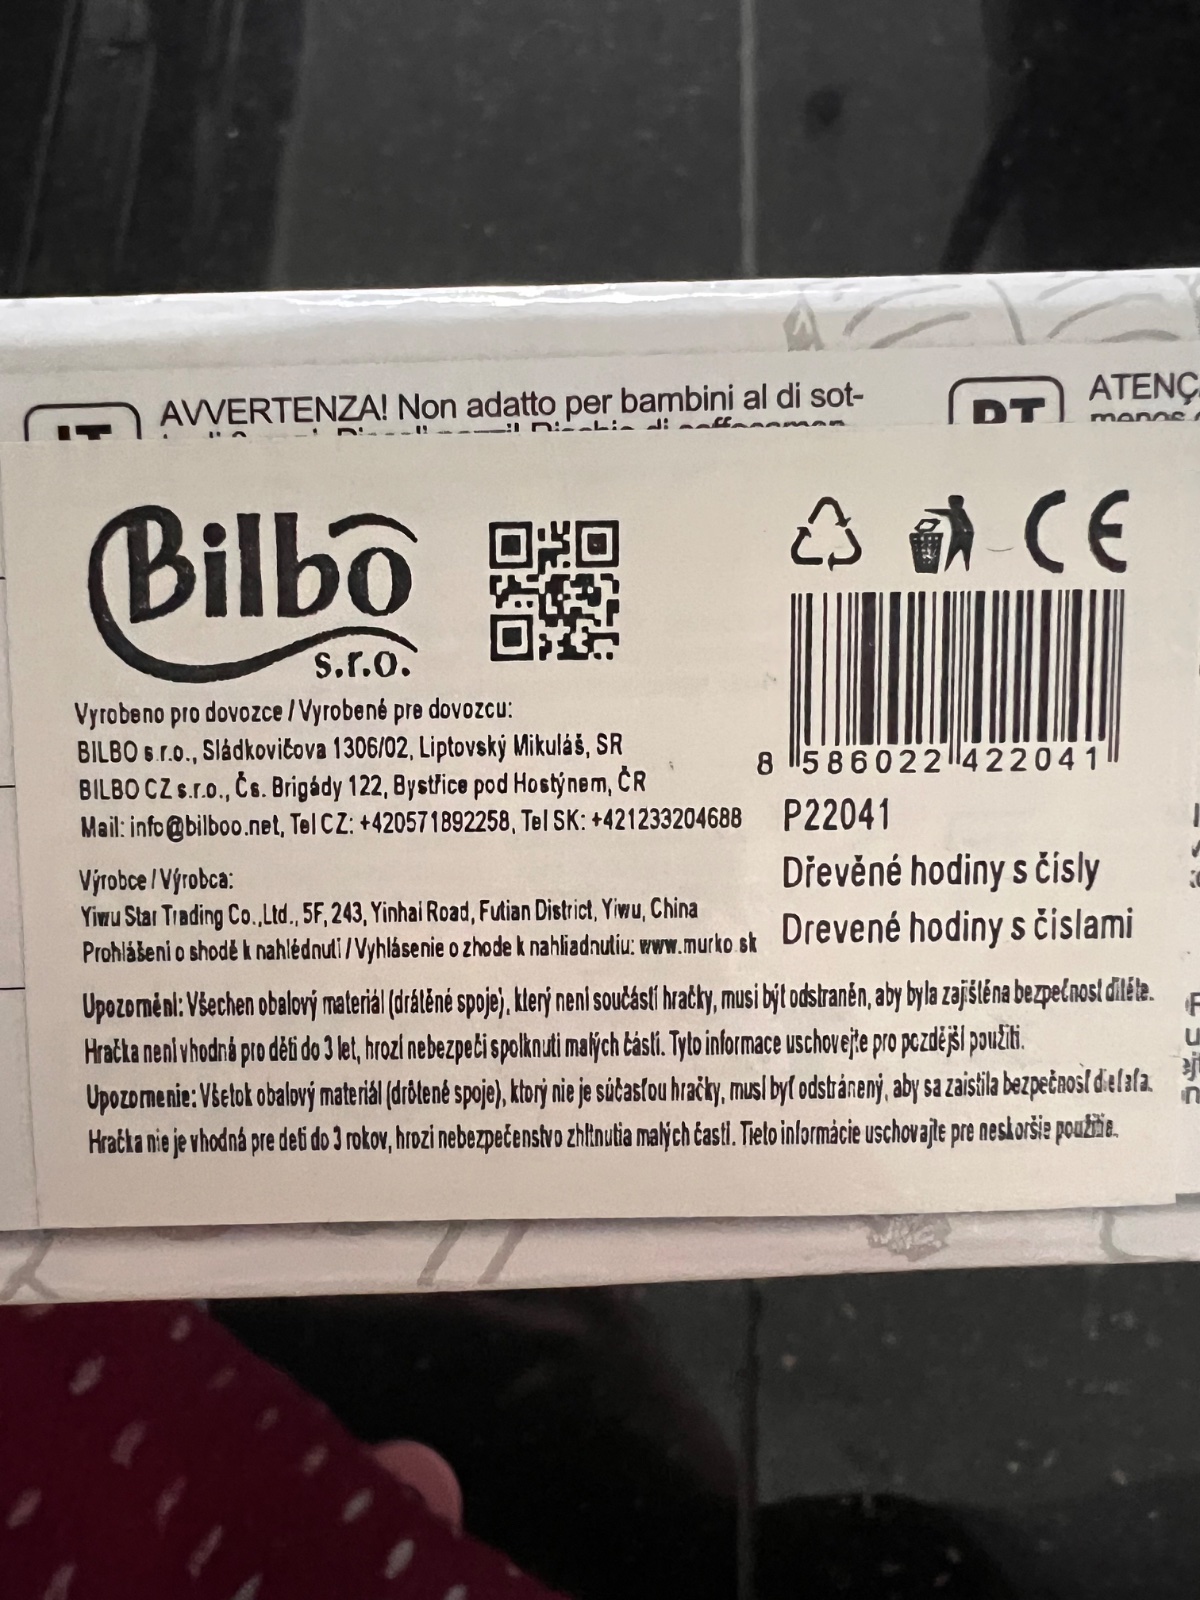 AVVERTENZA! Non adatto per bambini al di sot-
IT
PT
ATENÇ
Bilbo
s.r.o.
CE
Vyrobeno pro dovozce / Vyrobené pre dovozcu:
BILBO s.r.o., Sládkovičova 1306/02, Liptovský Mikuláš, SR
BILBO CZ s.r.o., Čs. Brigády 122, Bystřice pod Hostýnem, ČR
Mail: info@bilboo.net, Tel CZ: +420571892258, Tel SK: +421233204688
Výrobce / Výrobca:
Yiwu Star Trading Co.,Ltd., 5F, 243, Yinhai Road, Futian District, Yiwu, China
Prohlášení o shodě k nahlédnutí / Vyhlásenie o zhode k nahliadnutiu: www.murko.sk
8 586022 422041
P22041
Dřevěné hodiny s čísly
Drevené hodiny s číslami
Upozornění: Všechen obalový materiál (drátěné spoje), který není součástí hračky, musí být odstraněn, aby byla zajištěna bezpečnost dítěte.
Hračka není vhodná pro děti do 3 let, hrozí nebezpečí spolknutí malých částí. Tyto informace uschovejte pro pozdější použití.
Upozornenie: Všetok obalový materiál (drôtené spoje), ktorý nie je súčasťou hračky, musí byť odstránený, aby sa zaistila bezpečnosť dieťaťa.
Hračka nie je vhodná pre deti do 3 rokov, hrozí nebezpečenstvo zhltnutia malých častí. Tieto informácie uschovajte pre neskoršie použitie.